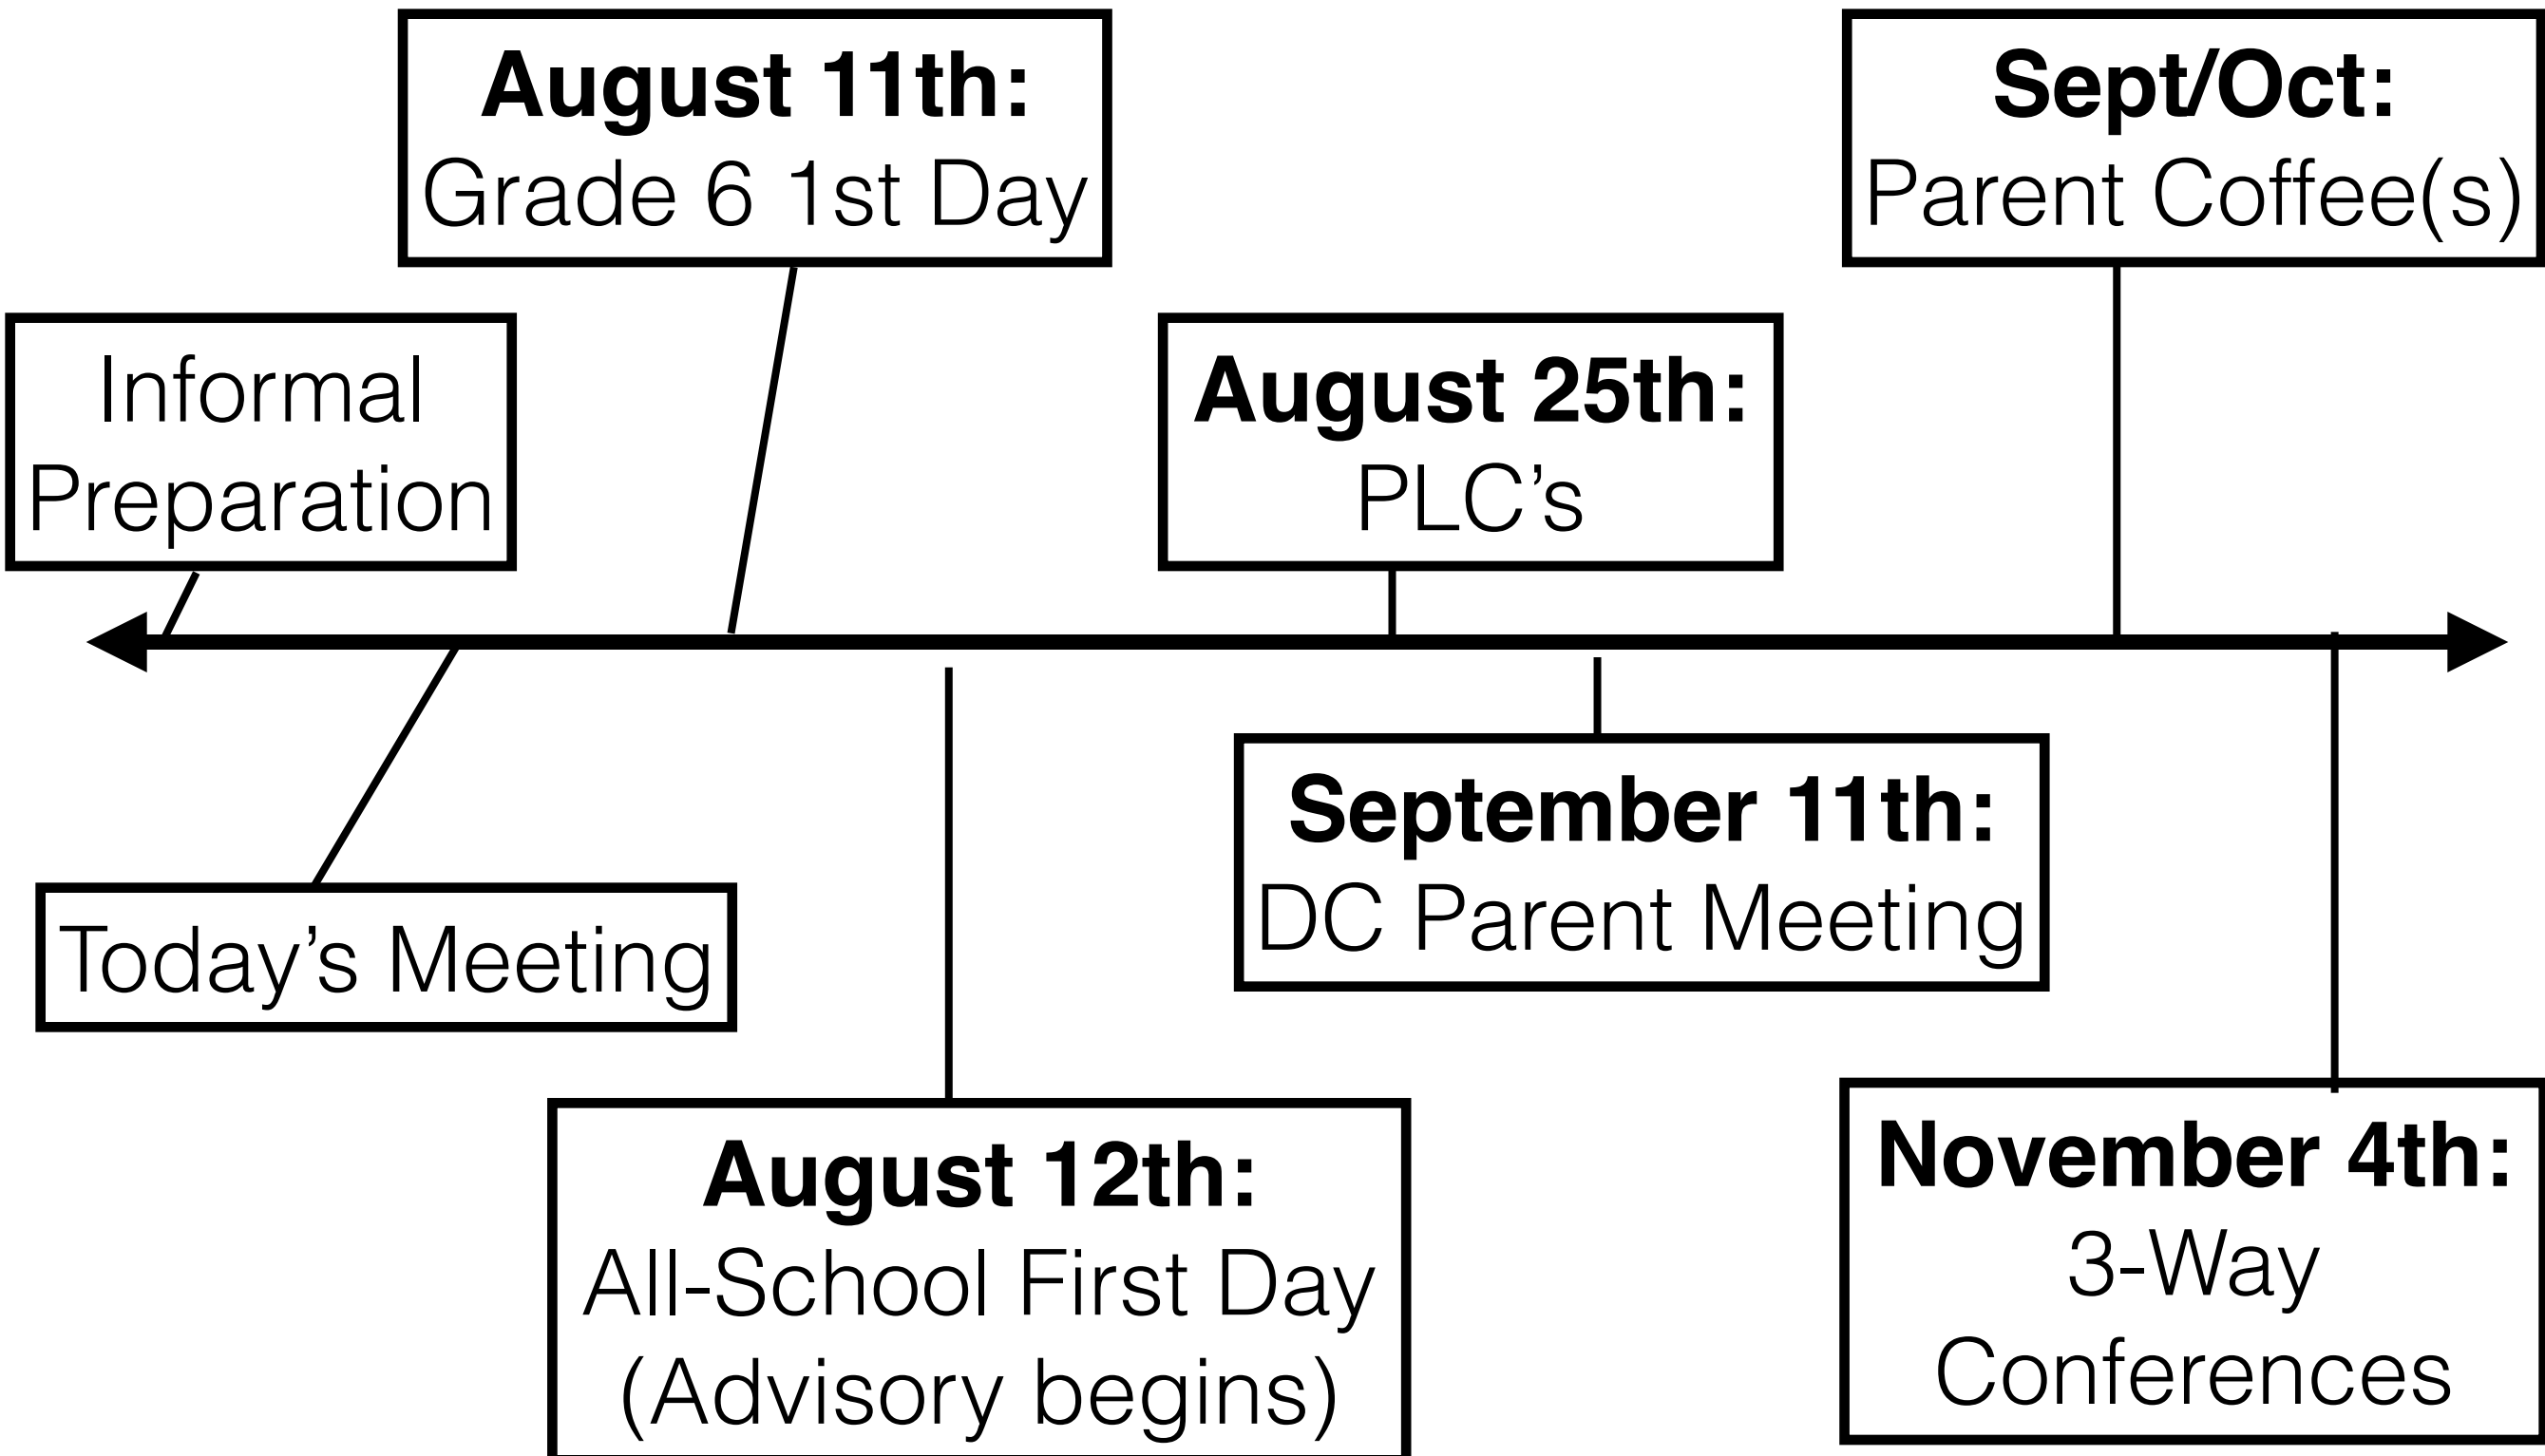 August 11th:
Grade 6 1st Day
Sept/Oct:
Parent Coffee(s)
Informal
Preparation
August 25th:
PLC’s
September 11th:
DC Parent Meeting
Today’s Meeting
August 12th:
All-School First Day
(Advisory begins)
November 4th:
3-Way
Conferences